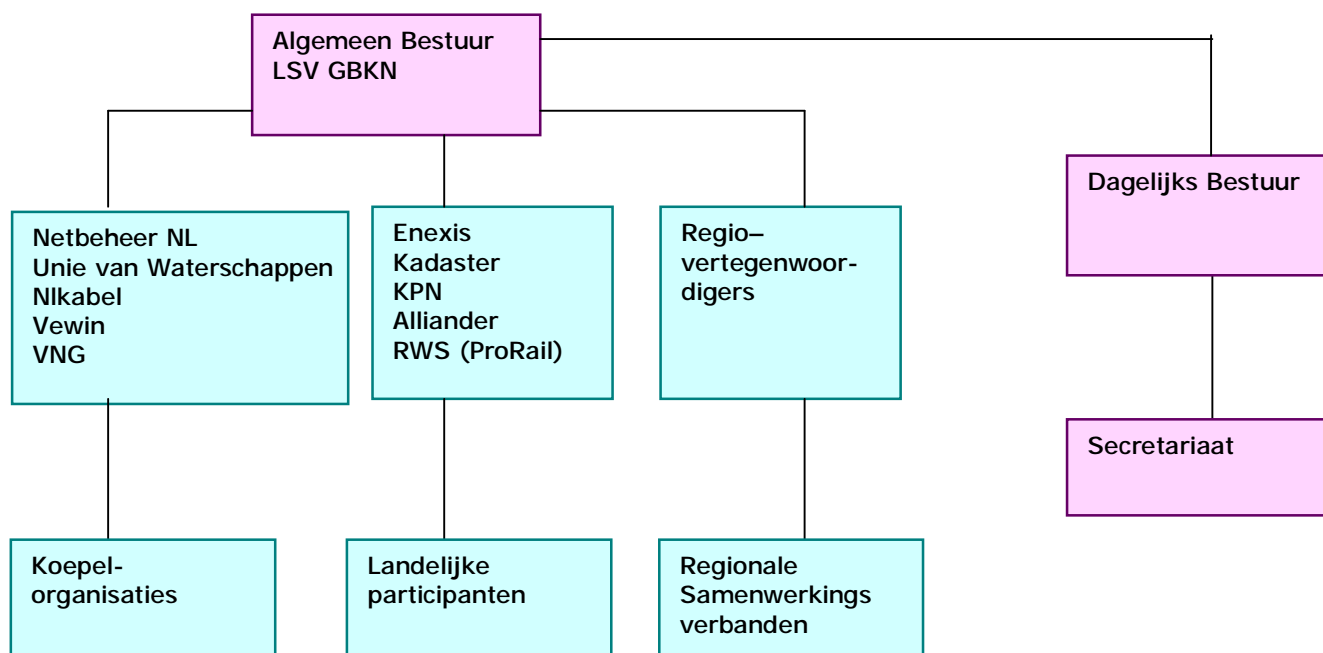 Algemeen Bestuur
LSV GBKN
Dagelijks Bestuur
Netbeheer NL
Unie van Waterschappen
NIkabel
Vewin
VNG
Enexis
Kadaster
KPN
Alliander
RWS (ProRail)
Regio–
vertegenwoor-
digers
Secretariaat
Koepel-
organisaties
Landelijke
participanten
Regionale
Samenwerkings
verbanden